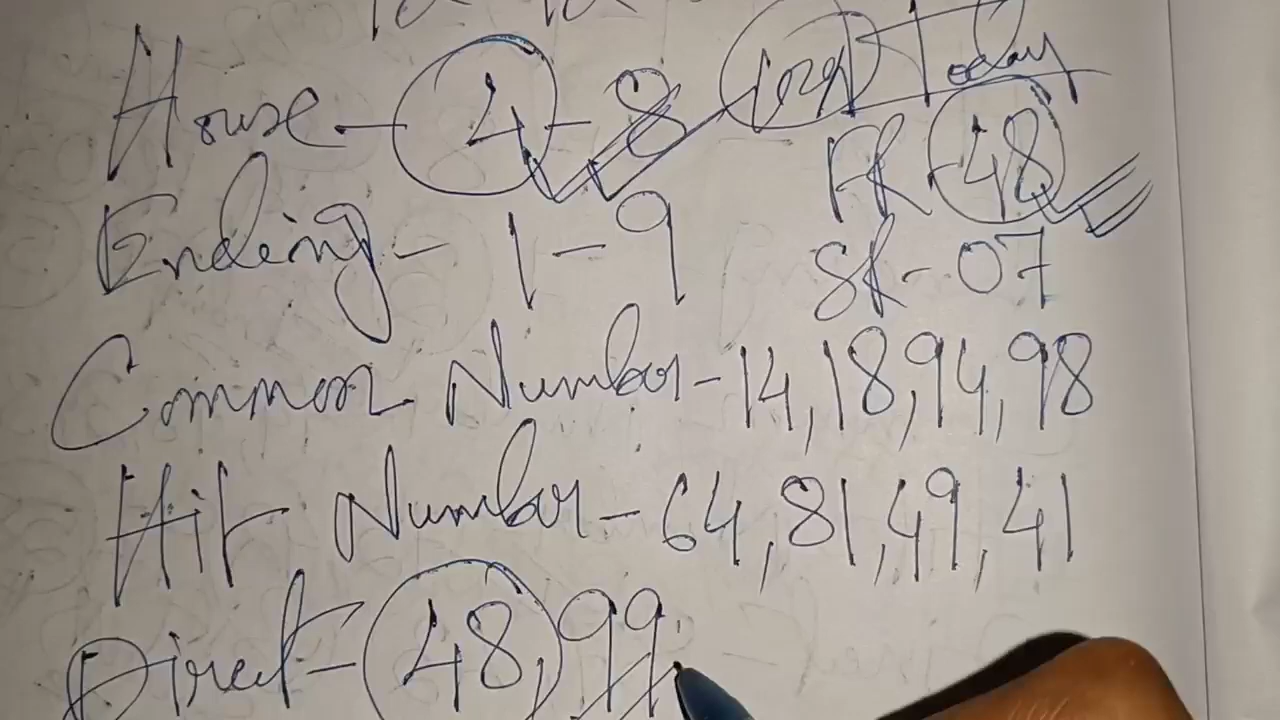 House - 4 - 8
Today
FR - 48
Ending - 1 - 9
SR - 07
Common Number - 14, 18, 94, 98
Hit Number - 64, 81, 49, 41
Direct - 48, 99